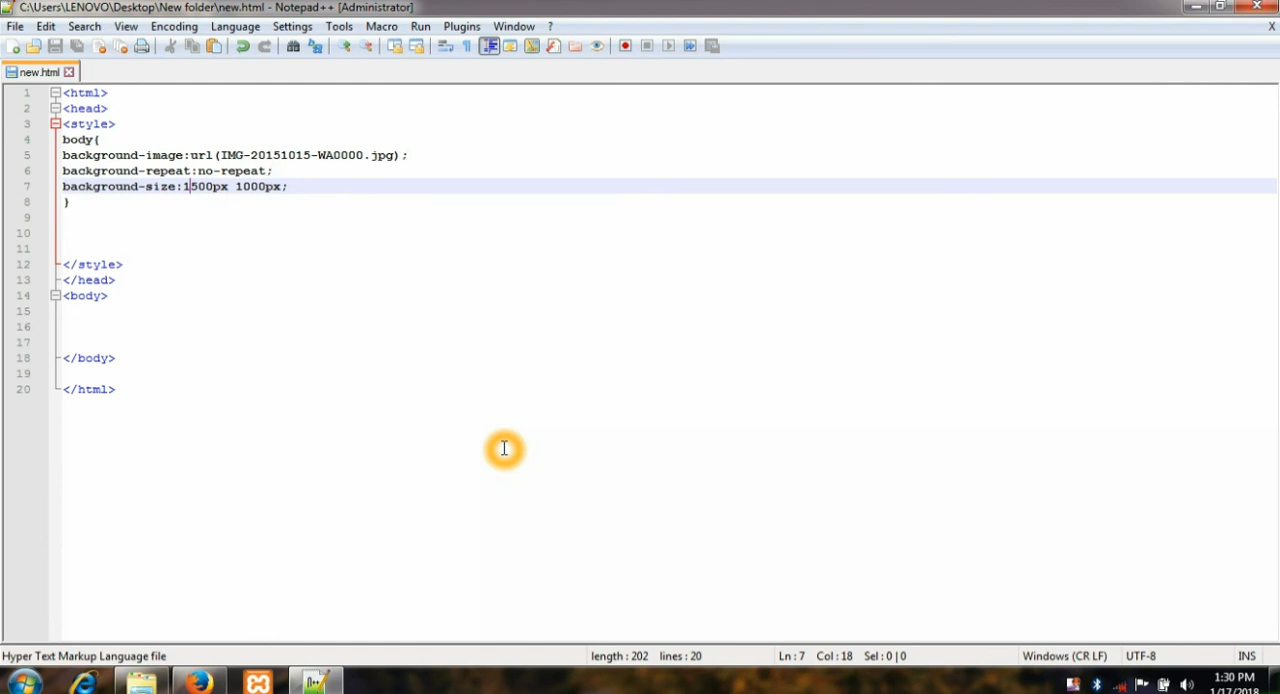 C:\Users\LENOVO\Desktop\New folder\new.html - Notepad++ [Administrator]
File Edit Search View Encoding Language Settings Tools Macro Run Plugins Window ? X
new.html
1 <html>
2 <head>
3 <style>
4 body{
5 background-image:url(IMG-20151015-WA0000.jpg);
6 background-repeat:no-repeat;
7 background-size:1500px 1000px;
8 }
9
10
11
12 </style>
13 </head>
14 <body>
15
16
17
18 </body>
19
20 </html>
Hyper Text Markup Language file length : 202 lines : 20 Ln : 7 Col : 18 Sel : 0 | 0 Windows (CR LF) UTF-8 INS
1:30 PM
1/17/2018